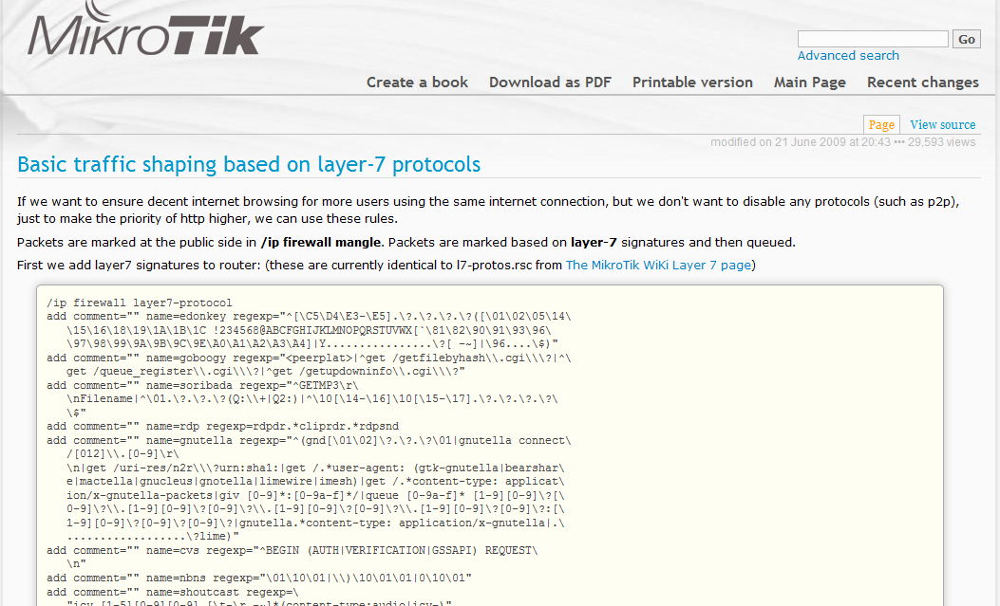 MikroTik
Go
Advanced search
Create a book Download as PDF Printable version Main Page Recent changes
Page View source
modified on 21 June 2009 at 20:43 ••• 29,593 views
Basic traffic shaping based on layer-7 protocols
If we want to ensure decent internet browsing for more users using the same internet connection, but we don't want to disable any protocols (such as p2p),
just to make the priority of http higher, we can use these rules.
Packets are marked at the public side in /ip firewall mangle. Packets are marked based on layer-7 signatures and then queued.
First we add layer7 signatures to router: (these are currently identical to l7-protos.rsc from The MikroTik WiKi Layer 7 page)
/ip firewall layer7-protocol
add comment="" name=edonkey regexp="^[\C5\D4\E3-\E5].\?.\?.\?.\?([\01\02\05\14\
\15\16\18\19\1A\1B\1C !234568@ABCFGHIJKLMNOPQRSTUVWX[`\81\82\90\91\93\96\
\97\98\99\9A\9B\9C\9E\A0\A1\A2\A3\A4]|Y................\?[ -~]|\96....\$)"
add comment="" name=goboogy regexp="<peerplat>|^get /getfilebyhash\\.cgi\\\?|^\
get /queue_register\\.cgi\\\?|^get /getupdowninfo\\.cgi\\\?"
add comment="" name=soribada regexp="^GETMP3\r\
\nFilename|^\01.\?.\?.\?(Q:\\+|Q2:)|^\10[\14-\16]\10[\15-\17].\?.\?.\?.\?\
\$"
add comment="" name=rdp regexp=rdpdr.*cliprdr.*rdpsnd
add comment="" name=gnutella regexp="^(gnd[\01\02]\?.\?.\?\01|gnutella connect\
/[012]\\.[0-9]\r\
\n|get /uri-res/n2r\\\?urn:sha1:|get /.*user-agent: (gtk-gnutella|bearshar\
e|mactella|gnucleus|gnotella|limewire|imesh)|get /.*content-type: applicat\
ion/x-gnutella-packets|giv [0-9]*:[0-9a-f]*/|queue [0-9a-f]* [1-9][0-9]\?[\
0-9]\?\\.[1-9][0-9]\?[0-9]\?\\.[1-9][0-9]\?[0-9]\?\\.[1-9][0-9]\?[0-9]\?:[\
1-9][0-9]\?[0-9]\?[0-9]\?|gnutella.*content-type: application/x-gnutella|.\
..................\?lime)"
add comment="" name=cvs regexp="^BEGIN (AUTH|VERIFICATION|GSSAPI) REQUEST\
\n"
add comment="" name=nbns regexp="\01\10\01|\\)\10\01\01|0\10\01"
add comment="" name=shoutcast regexp=\